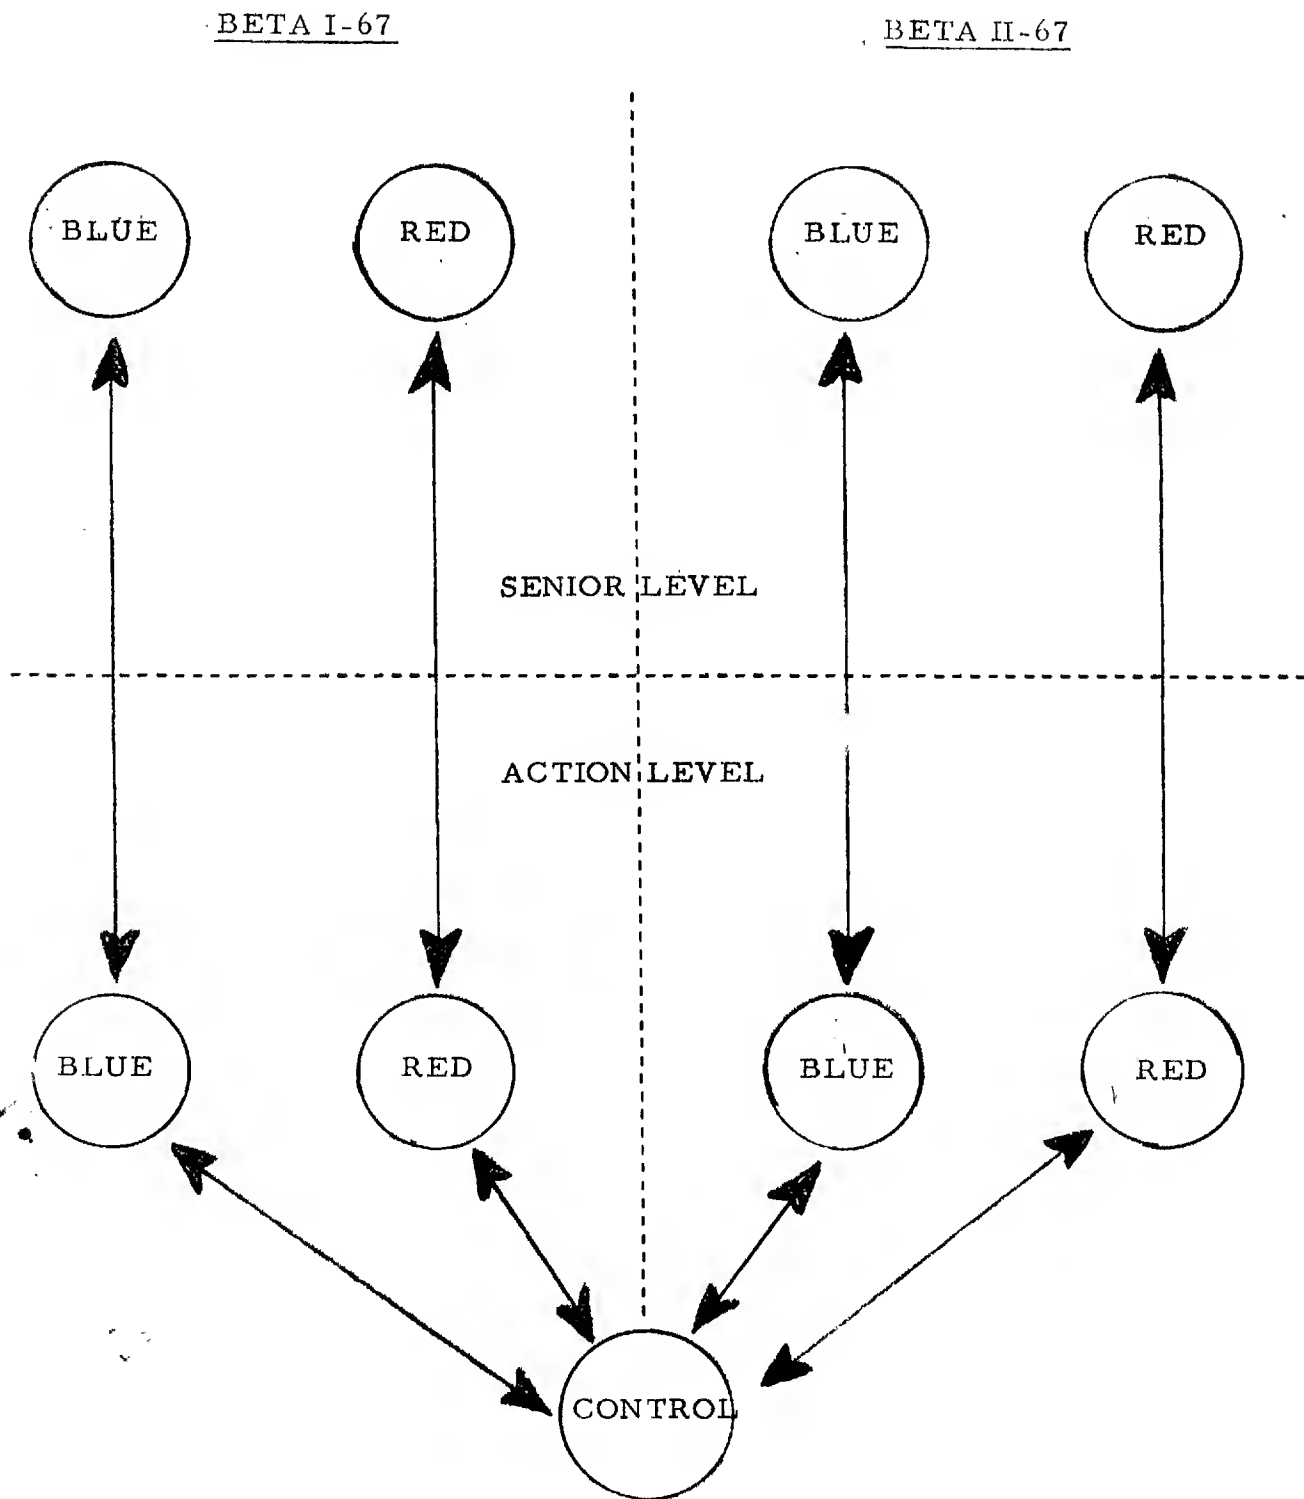 BETA I-67
BETA II-67
BLUE
RED
BLUE
RED
SENIOR LEVEL
ACTION LEVEL
BLUE
RED
BLUE
RED
CONTROL